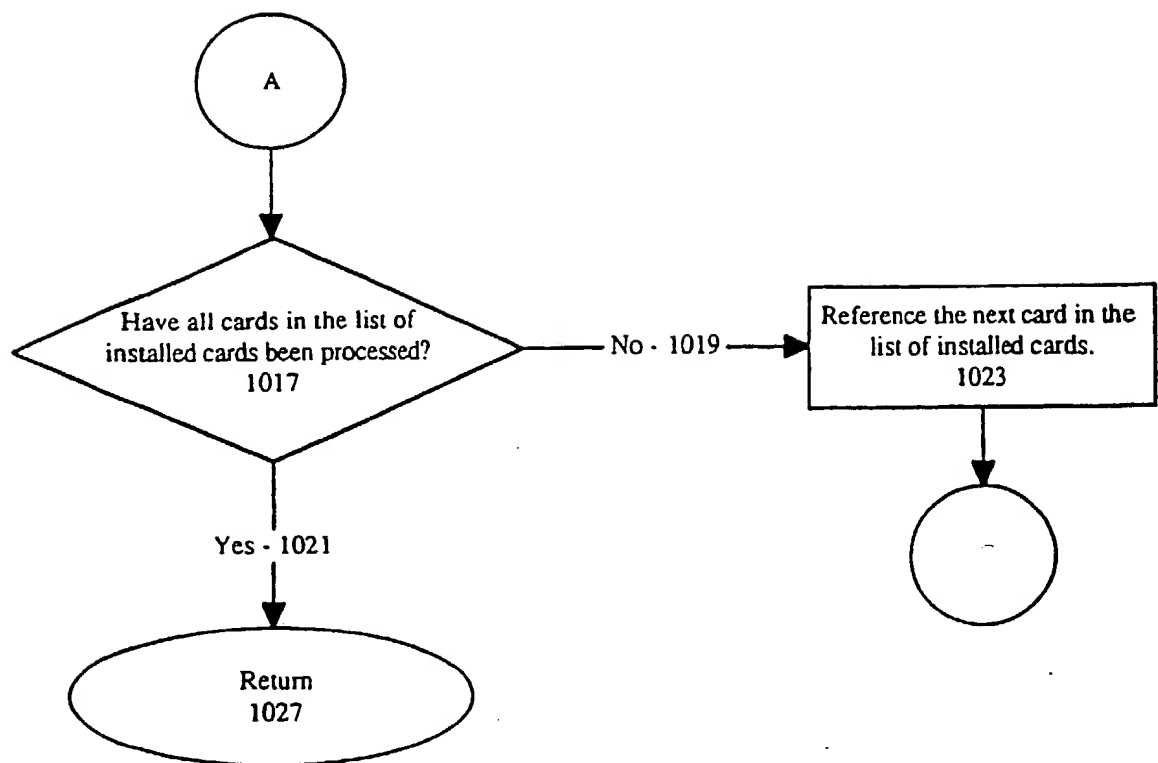 A
Have all cards in the list of
installed cards been processed?
1017
No - 1019
Reference the next card in the
list of installed cards.
1023
Yes - 1021
Return
1027